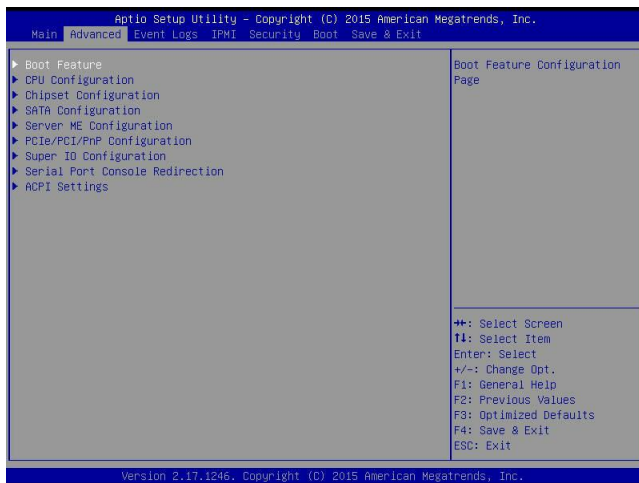 Aptio Setup Utility - Copyright (C) 2015 American Megatrends, Inc.
Main Advanced Event Logs IPMI Security Boot Save & Exit
Boot Feature
CPU Configuration
Chipset Configuration
SATA Configuration
Server ME Configuration
PCIe/PCI/PnP Configuration
Super IO Configuration
Serial Port Console Redirection
ACPI Settings
Boot Feature Configuration
Page
→←: Select Screen
↑↓: Select Item
Enter: Select
+/-: Change Opt.
F1: General Help
F2: Previous Values
F3: Optimized Defaults
F4: Save & Exit
ESC: Exit
Version 2.17.1246. Copyright (C) 2015 American Megatrends, Inc.